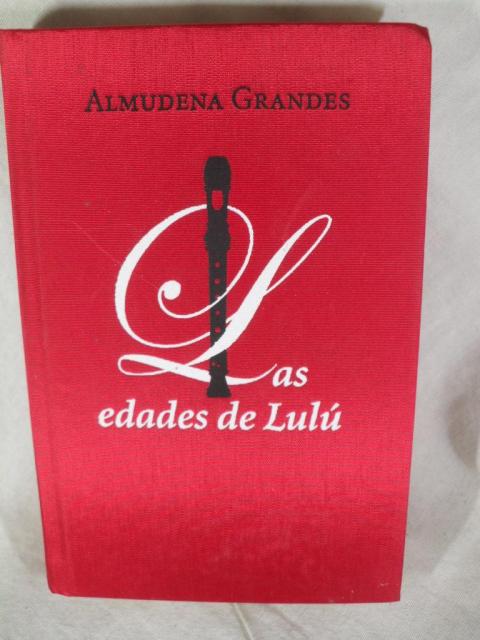 ALMUDENA GRANDES
Las
edades de Lulú